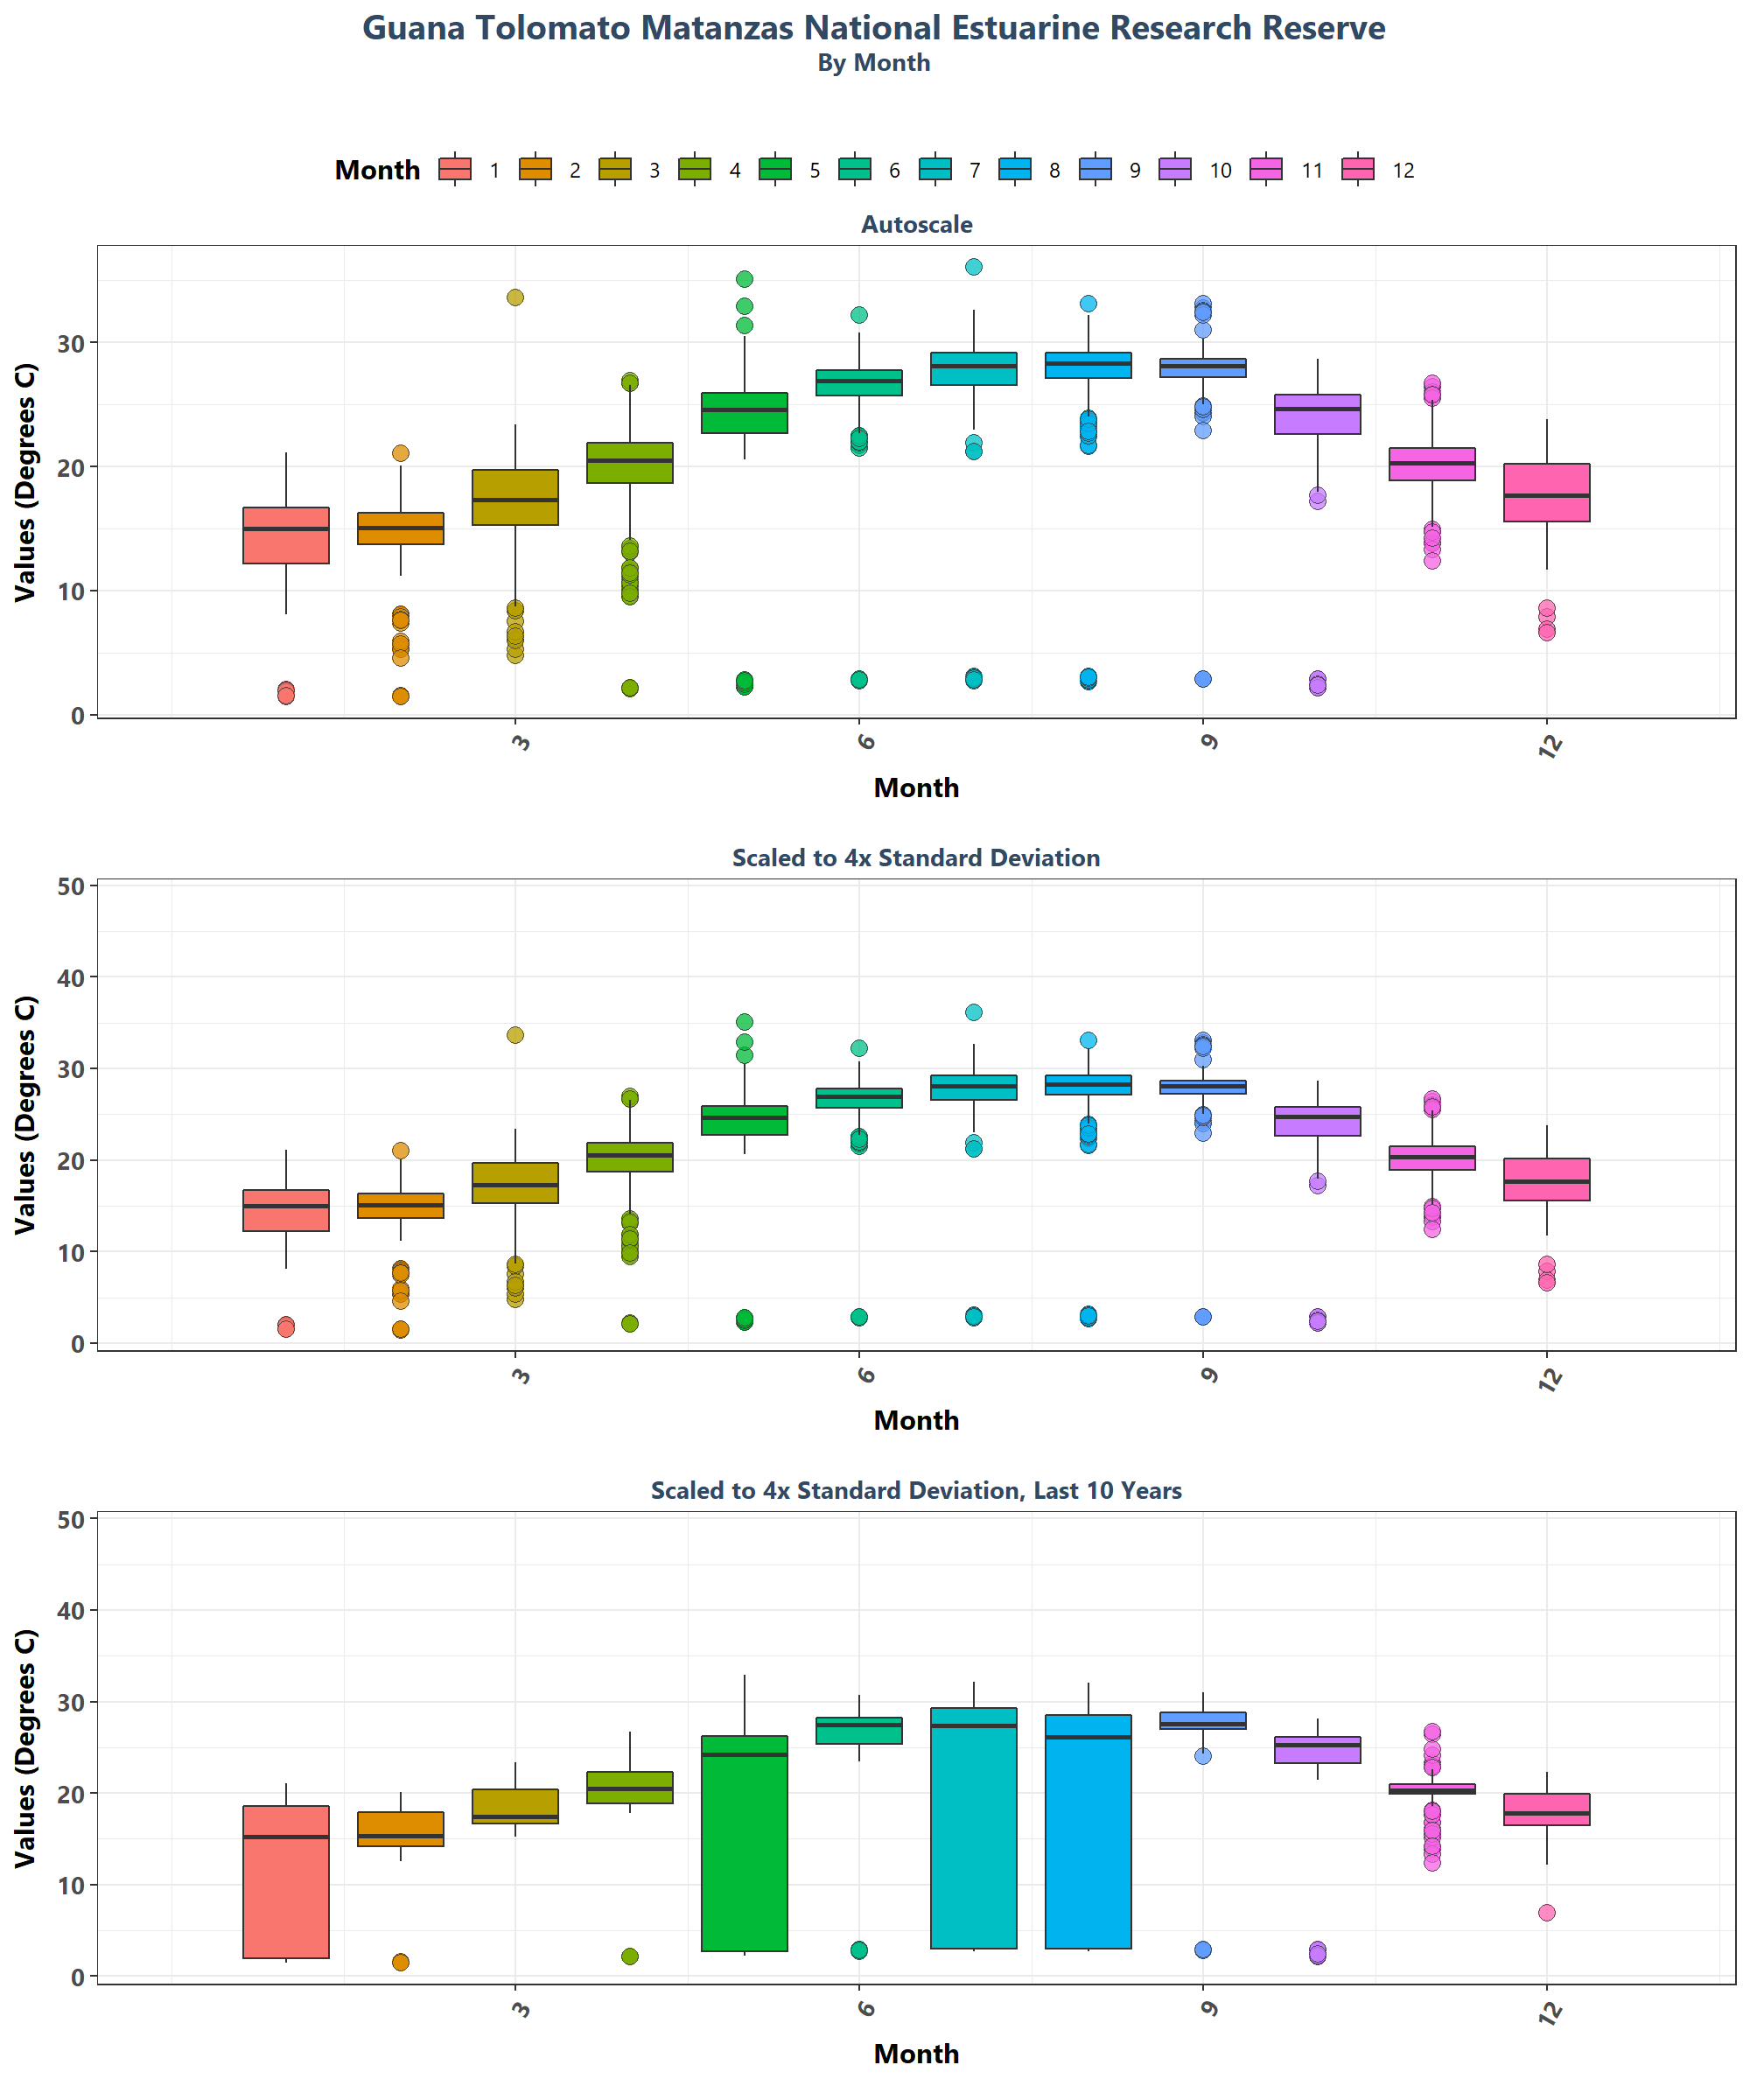 Guana Tolomato Matanzas National Estuarine Research Reserve
By Month
Month 1 2 3 4 5 6 7 8 9 10 11 12
Autoscale
Values (Degrees C)
30
20
10
0
3 6 9 12
Month
Scaled to 4x Standard Deviation
Values (Degrees C)
50
40
30
20
10
0
3 6 9 12
Month
Scaled to 4x Standard Deviation, Last 10 Years
Values (Degrees C)
50
40
30
20
10
0
3 6 9 12
Month